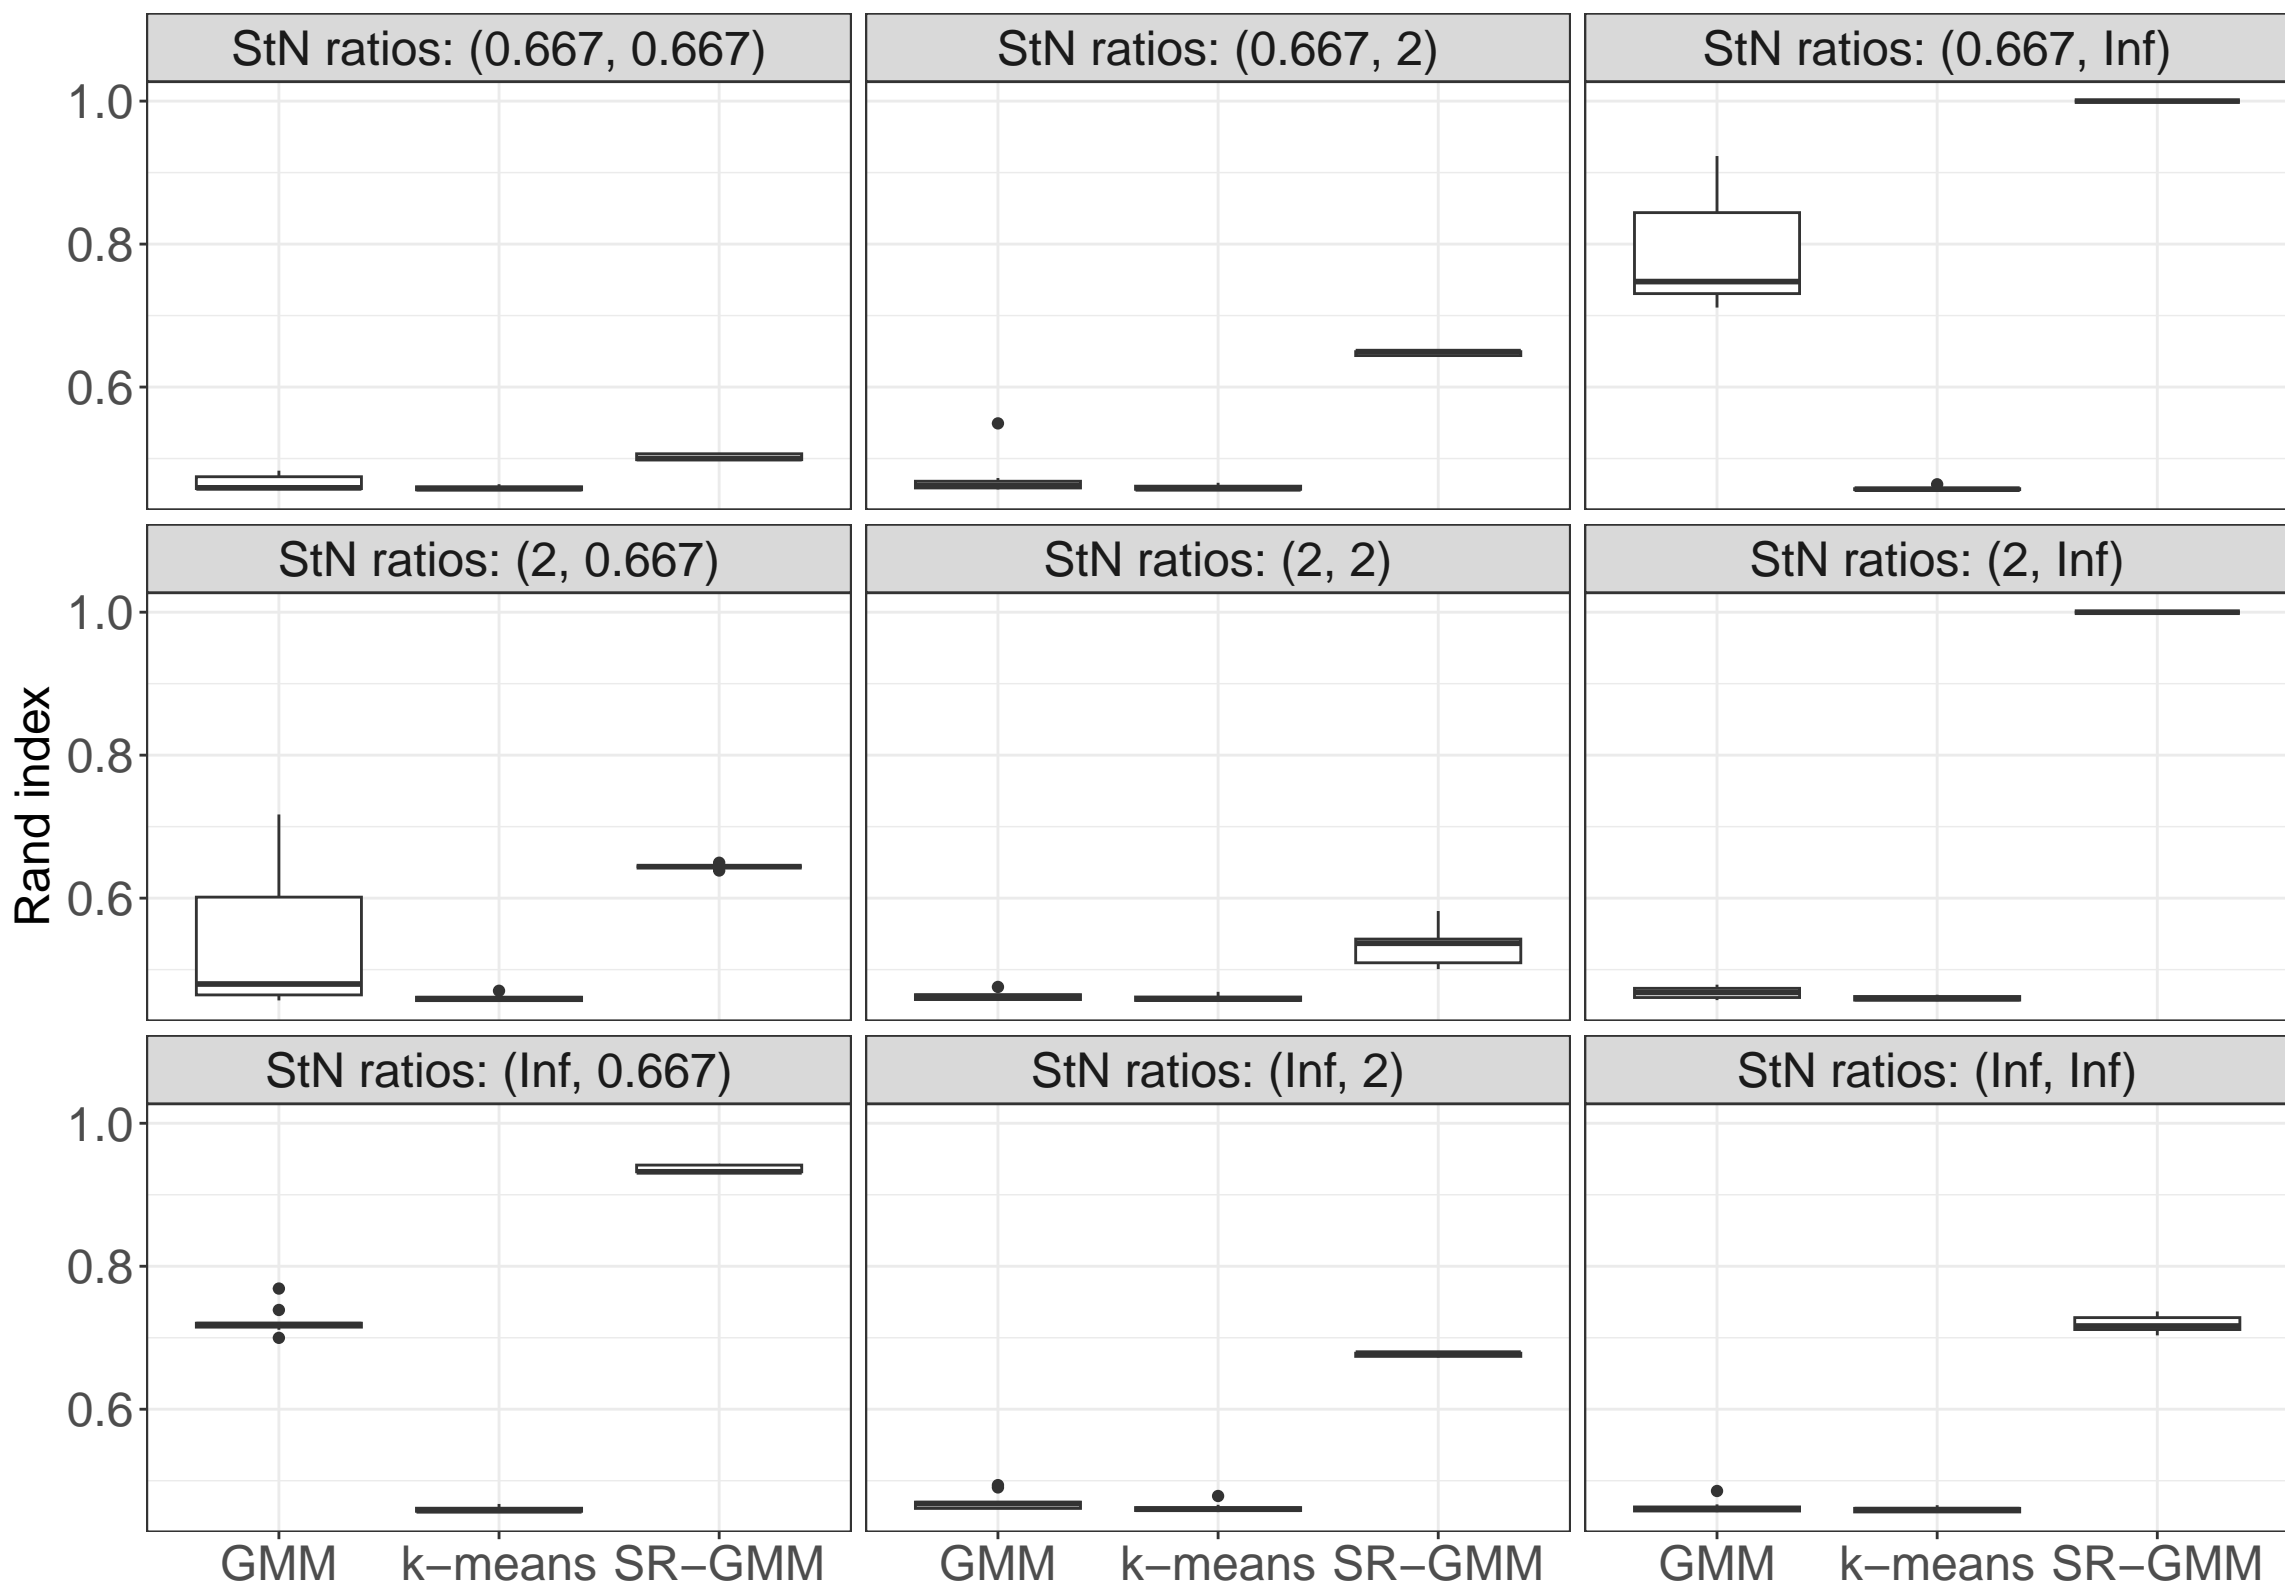 StN ratios: (0.667, 0.667)
StN ratios: (0.667, 2)
StN ratios: (0.667, Inf)
1.0
0.8
0.6
StN ratios: (2, 0.667)
StN ratios: (2, 2)
StN ratios: (2, Inf)
Rand index
1.0
0.8
0.6
StN ratios: (Inf, 0.667)
StN ratios: (Inf, 2)
StN ratios: (Inf, Inf)
1.0
0.8
0.6
GMM k−means SR−GMM
GMM k−means SR−GMM
GMM k−means SR−GMM